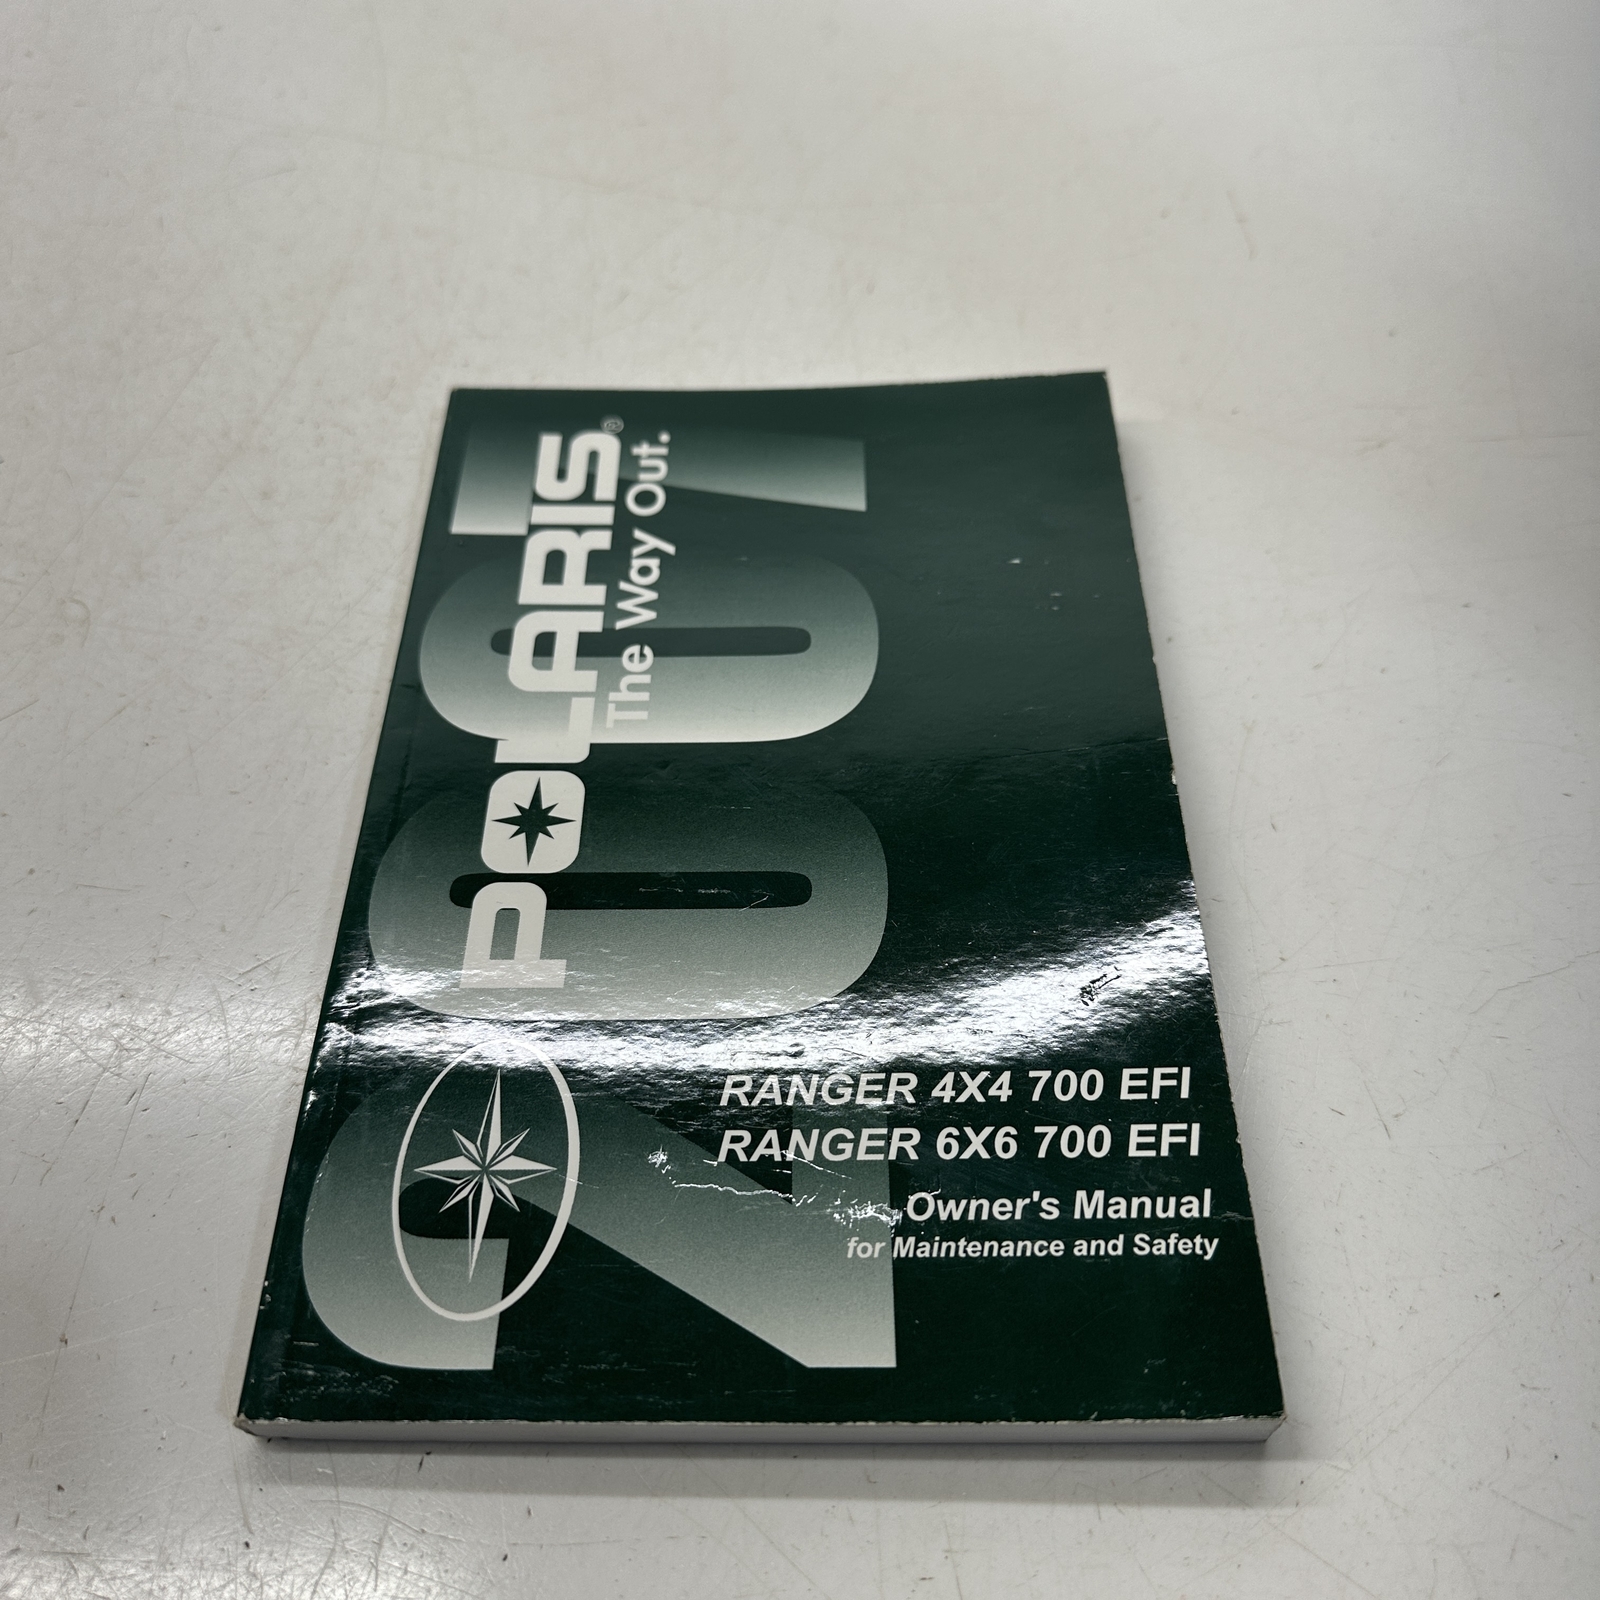 2007
POLARIS®
The Way Out.
RANGER 4X4 700 EFI
RANGER 6X6 700 EFI
Owner's Manual
for Maintenance and Safety